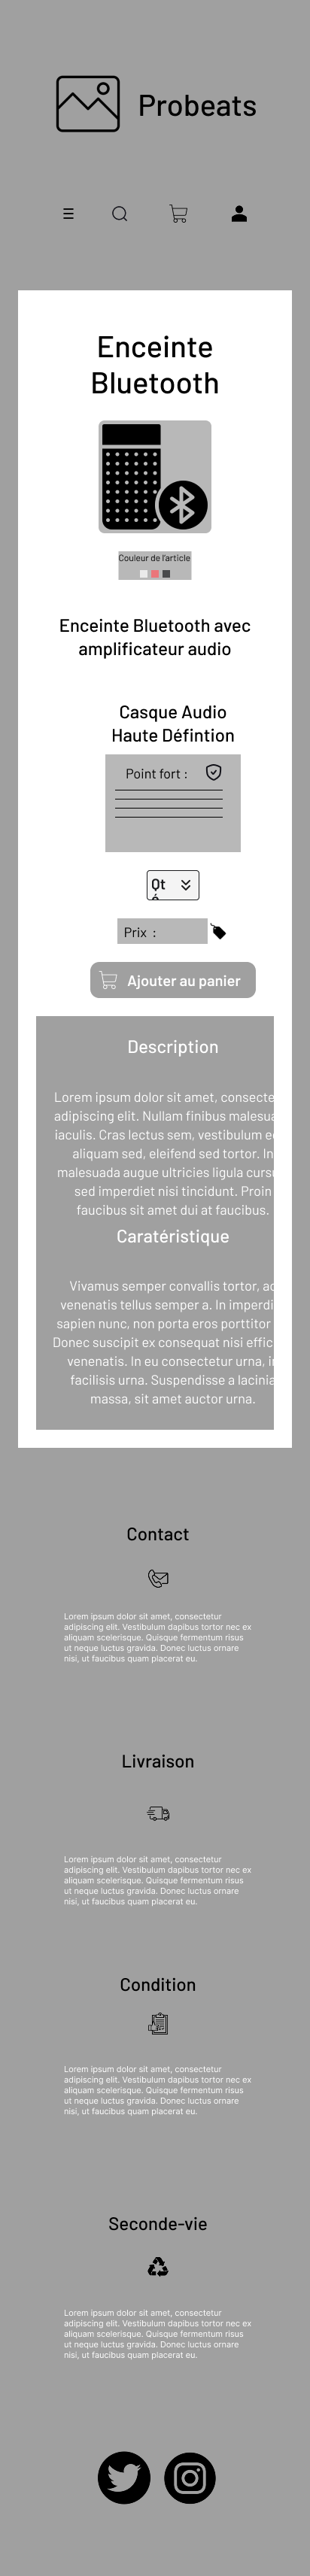 Probeats
Enceinte
Bluetooth
Couleur de l'article
Enceinte Bluetooth avec
amplificateur audio
Casque Audio
Haute Défintion
Point fort :
Qt
é
Prix :
Ajouter au panier
Description
Lorem ipsum dolor sit amet, consecte
adipiscing elit. Nullam finibus malesua
iaculis. Cras lectus sem, vestibulum e
aliquam sed, eleifend sed tortor. In
malesuada augue ultricies ligula cursu
sed imperdiet nisi tincidunt. Proin
faucibus sit amet dui at faucibus.
Caratéristique
Vivamus semper convallis tortor, ac
venenatis tellus semper a. In imperdi
sapien nunc, non porta eros porttitor
Donec suscipit ex consequat nisi effic
venenatis. In eu consectetur urna, i
facilisis urna. Suspendisse a lacinia
massa, sit amet auctor urna.
Contact
Lorem ipsum dolor sit amet, consectetur
adipiscing elit. Vestibulum dapibus tortor nec ex
aliquam scelerisque. Quisque fermentum risus
ut neque luctus gravida. Donec luctus ornare
nisi, ut faucibus quam placerat eu.
Livraison
Lorem ipsum dolor sit amet, consectetur
adipiscing elit. Vestibulum dapibus tortor nec ex
aliquam scelerisque. Quisque fermentum risus
ut neque luctus gravida. Donec luctus ornare
nisi, ut faucibus quam placerat eu.
Condition
Lorem ipsum dolor sit amet, consectetur
adipiscing elit. Vestibulum dapibus tortor nec ex
aliquam scelerisque. Quisque fermentum risus
ut neque luctus gravida. Donec luctus ornare
nisi, ut faucibus quam placerat eu.
Seconde-vie
Lorem ipsum dolor sit amet, consectetur
adipiscing elit. Vestibulum dapibus tortor nec ex
aliquam scelerisque. Quisque fermentum risus
ut neque luctus gravida. Donec luctus ornare
nisi, ut faucibus quam placerat eu.